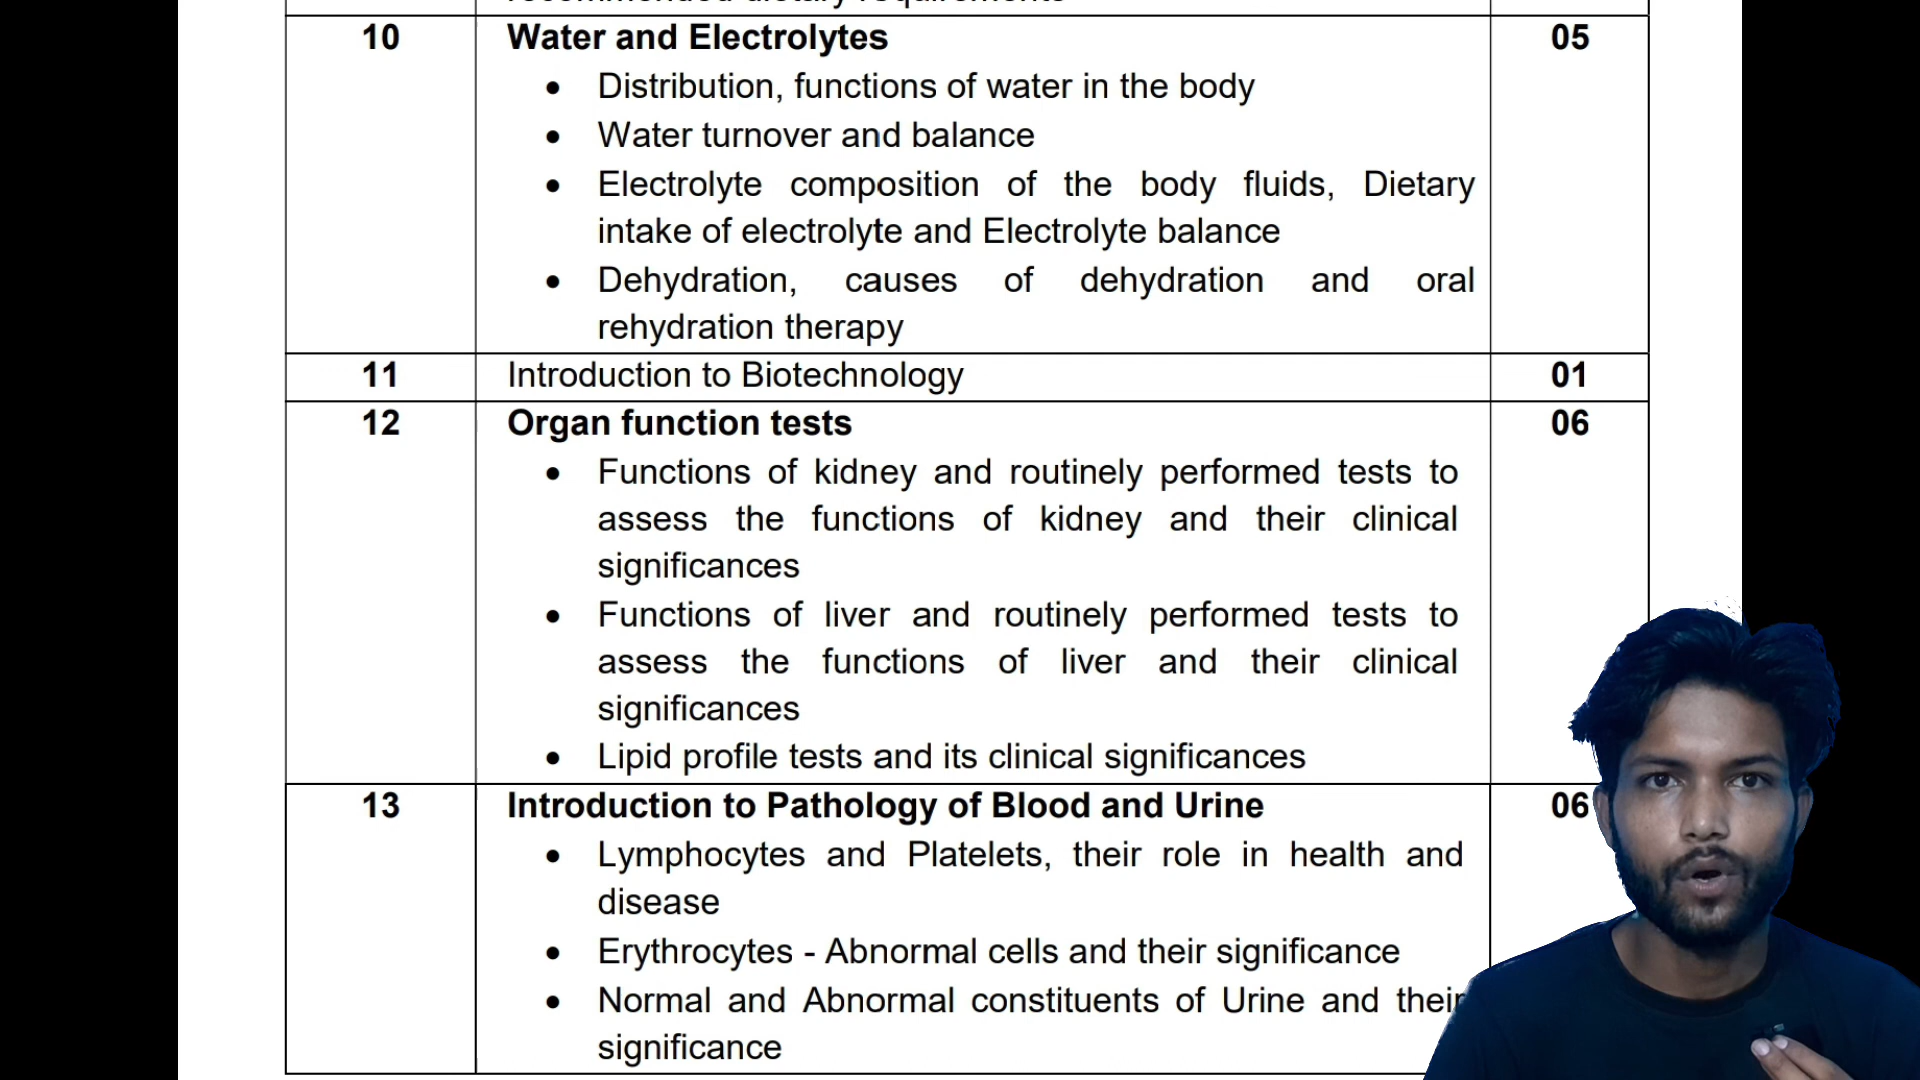 recommended dietary requirements
10 Water and Electrolytes 05
• Distribution, functions of water in the body
• Water turnover and balance
• Electrolyte composition of the body fluids, Dietary
intake of electrolyte and Electrolyte balance
• Dehydration, causes of dehydration and oral
rehydration therapy
11 Introduction to Biotechnology 01
12 Organ function tests 06
• Functions of kidney and routinely performed tests to
assess the functions of kidney and their clinical
significances
• Functions of liver and routinely performed tests to
assess the functions of liver and their clinical
significances
• Lipid profile tests and its clinical significances
13 Introduction to Pathology of Blood and Urine 06
• Lymphocytes and Platelets, their role in health and
disease
• Erythrocytes - Abnormal cells and their significance
• Normal and Abnormal constituents of Urine and their
significance